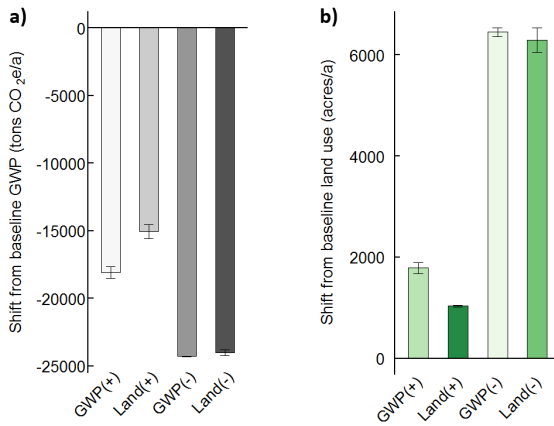 a)
Shift from baseline GWP (tons CO2e/a)
0
-5000
-10000
-15000
-20000
-25000
GWP(+)
Land(+)
GWP(-)
Land(-)
b)
Shift from baseline land use (acres/a)
6000
4000
2000
0
GWP(+)
Land(+)
GWP(-)
Land(-)